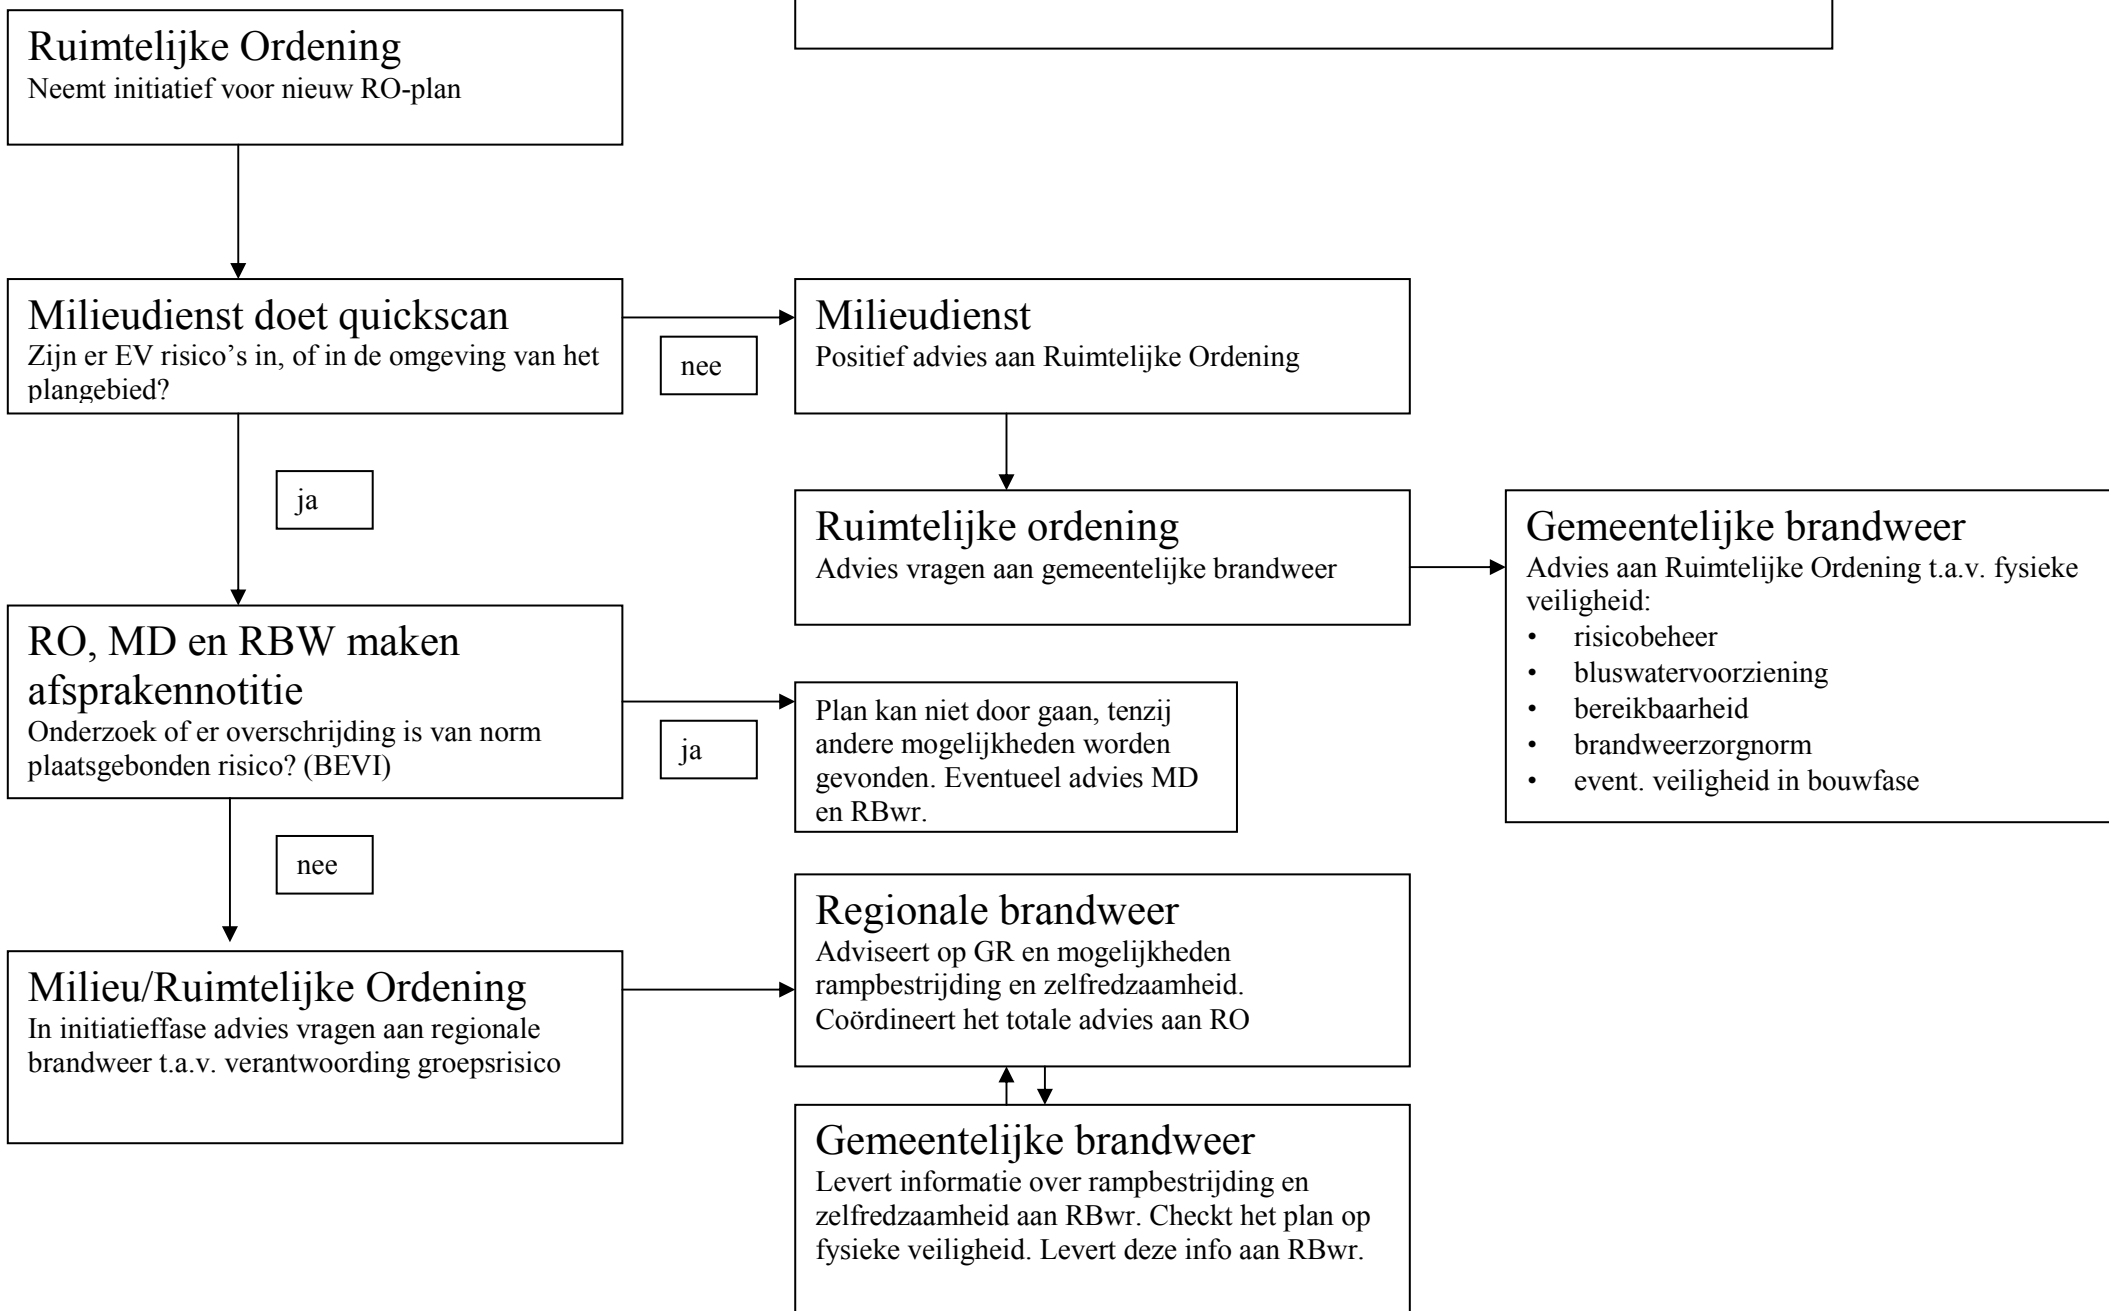 Ruimtelijke Ordening
Neemt initiatief voor nieuw RO-plan
Milieudienst doet quickscan
Zijn er EV risico’s in, of in de omgeving van het
plangebied?
nee
Milieudienst
Positief advies aan Ruimtelijke Ordening
ja
Ruimtelijke ordening
Advies vragen aan gemeentelijke brandweer
Gemeentelijke brandweer
Advies aan Ruimtelijke Ordening t.a.v. fysieke
veiligheid:
• risicobeheer
• bluswatervoorziening
• bereikbaarheid
• brandweerzorgnorm
• event. veiligheid in bouwfase
RO, MD en RBW maken
afsprakennotitie
Onderzoek of er overschrijding is van norm
plaatsgebonden risico? (BEVI)
ja
Plan kan niet door gaan, tenzij
andere mogelijkheden worden
gevonden. Eventueel advies MD
en RBwr.
nee
Milieu/Ruimtelijke Ordening
In initiatieffase advies vragen aan regionale
brandweer t.a.v. verantwoording groepsrisico
Regionale brandweer
Adviseert op GR en mogelijkheden
rampbestrijding en zelfredzaamheid.
Coördineert het totale advies aan RO
Gemeentelijke brandweer
Levert informatie over rampbestrijding en
zelfredzaamheid aan RBwr. Checkt het plan op
fysieke veiligheid. Levert deze info aan RBwr.